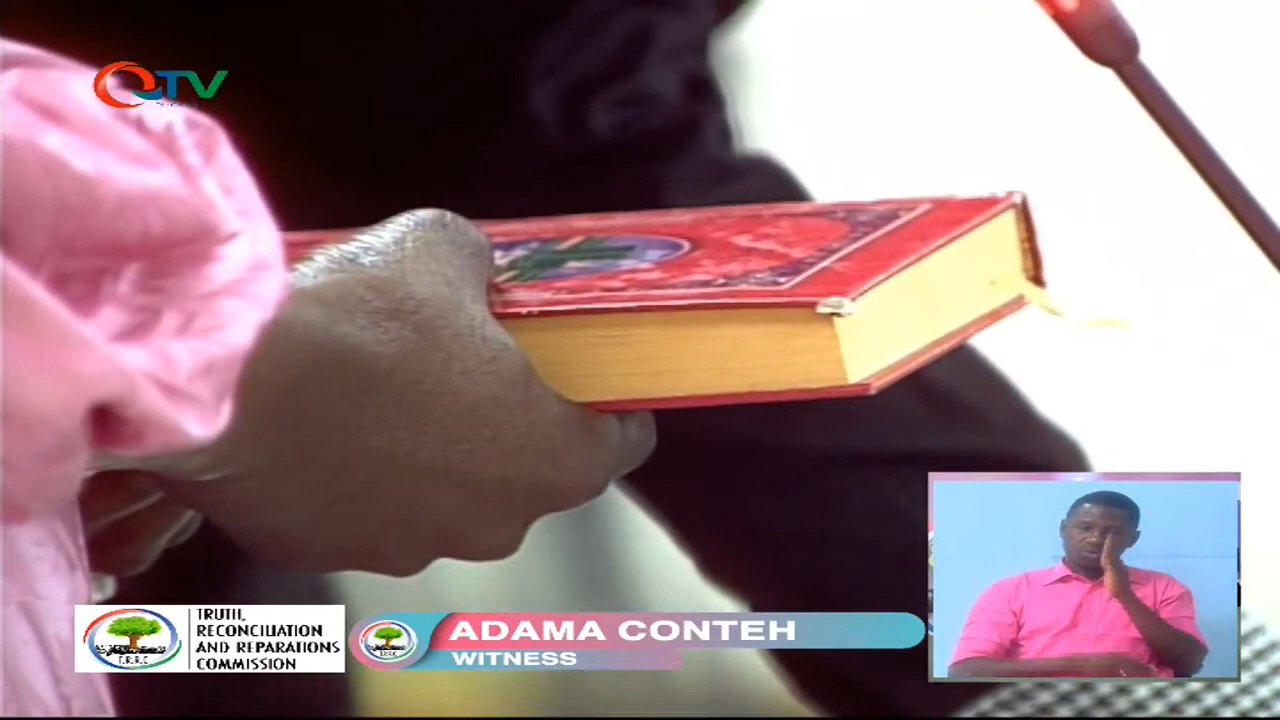 QTV
TRUTH,
RECONCILIATION
AND REPARATIONS
COMMISSION
T.R.R.C
ADAMA CONTEH
WITNESS